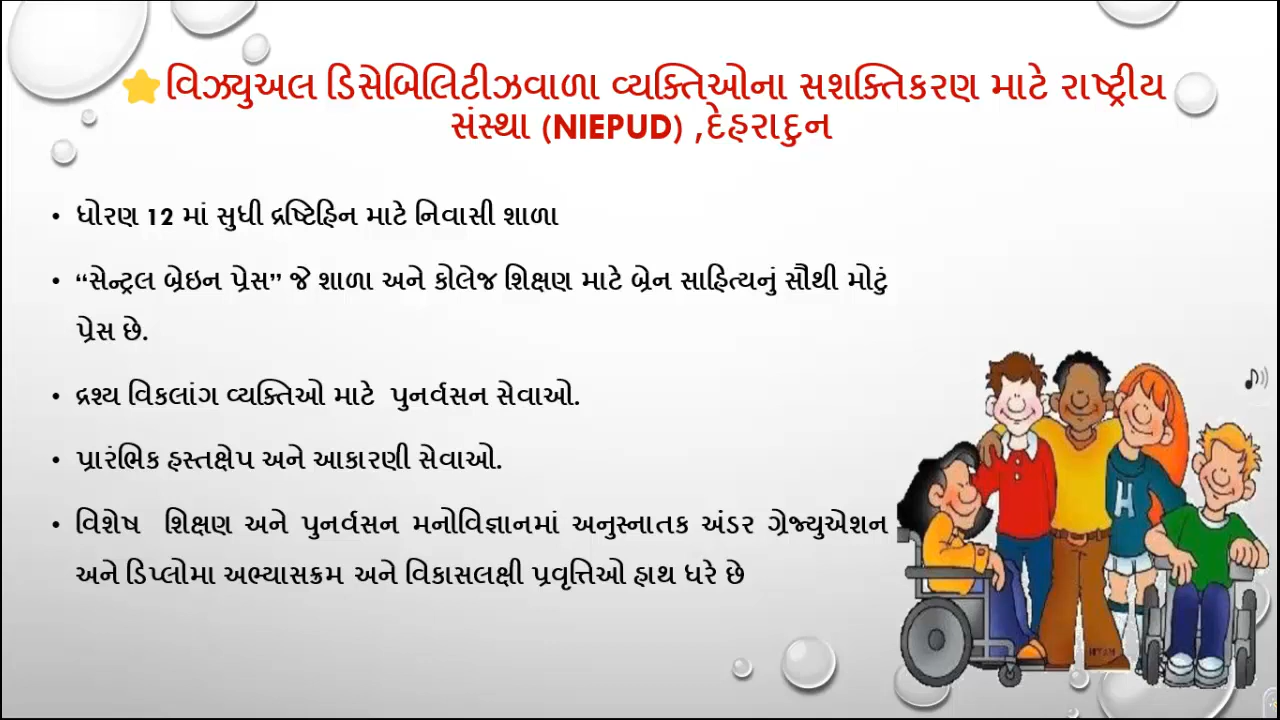 વિઝ્યુઅલ ડિસેબિલિટીઝવાળા વ્યક્તિઓના સશક્તિકરણ માટે રાષ્ટ્રીય
સંસ્થા (NIEPUD) ,દેહરાદુન
• ધોરણ 12 માં સુધી દ્રષ્ટિહિન માટે નિવાસી શાળા
• “સેન્ટ્રલ બ્રેઇન પ્રેસ” જે શાળા અને કોલેજ શિક્ષણ માટે બ્રેન સાહિત્યનું સૌથી મોટું
પ્રેસ છે.
• દ્રશ્ય વિકલાંગ વ્યક્તિઓ માટે પુનર્વસન સેવાઓ.
• પ્રારંભિક હસ્તક્ષેપ અને આકારણી સેવાઓ.
• વિશેષ શિક્ષણ અને પુનર્વસન મનોવિજ્ઞાનમાં અનુસ્નાતક અંડર ગ્રેજ્યુએશન
અને ડિપ્લોમા અભ્યાસક્રમ અને વિકાસલક્ષી પ્રવૃત્તિઓ હાથ ધરે છે
H